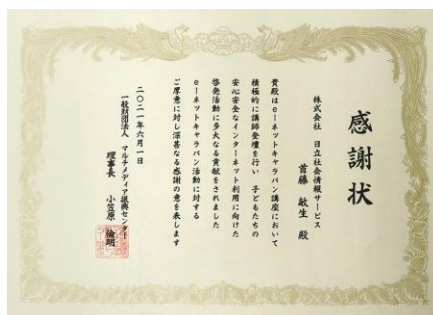 感謝状
株式会社 日立社会情報サービス
首藤 敏生 殿
貴殿はeーネットキャラバン講座において
積極的に講師登壇を行い 子どもたちの
安心安全なインターネット利用に向けた
啓発活動に多大なる貢献をされました
eーネットキャラバン活動に対する
ご厚意に対し深甚なる感謝の意を表します
二〇二一年六月一日
一般財団法人 マルチメディア振興センター
理事長 小笠原 倫明